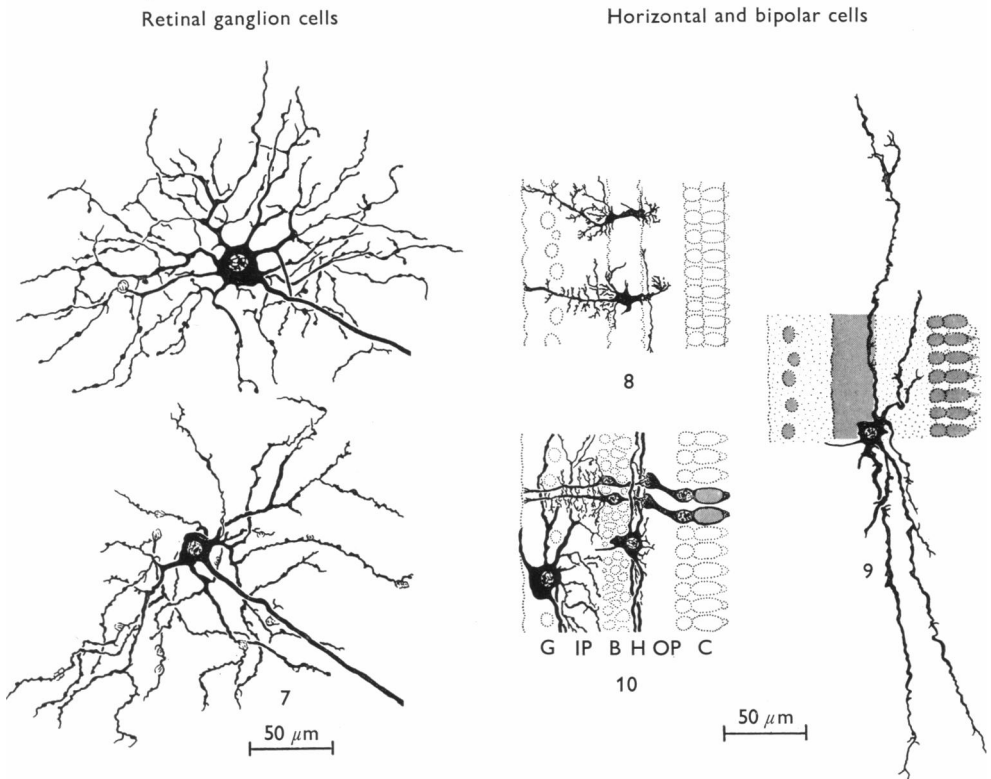 Retinal ganglion cells
Horizontal and bipolar cells
8
9
G IP B H OP C
10
7
50 μm
50 μm